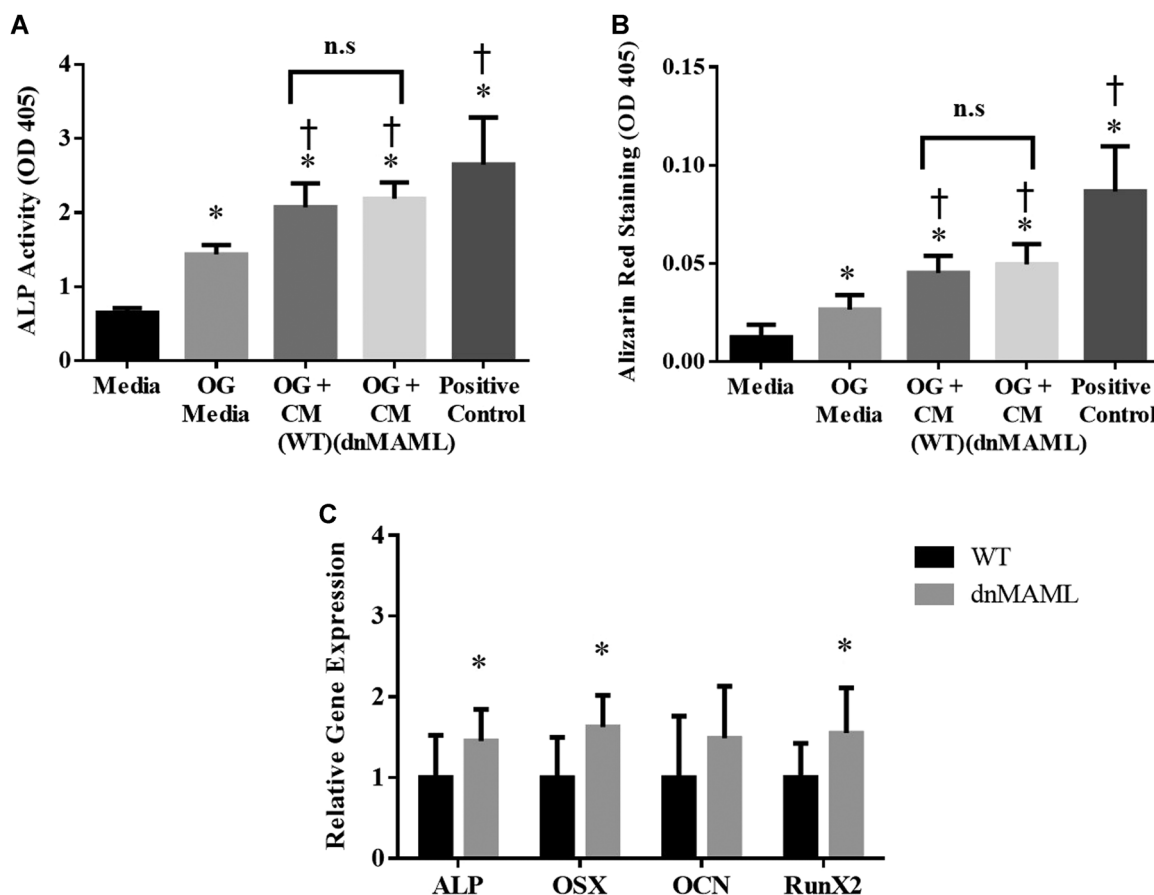 A
n.s
†
*
†
*
†
*
*
ALP Activity (OD 405)
4
3
2
1
0
Media
OG
Media
OG +
CM
(WT)
OG +
CM
(dnMAML)
Positive
Control
B
n.s
†
*
†
*
†
*
*
Alizarin Red Staining (OD 405)
0.15
0.10
0.05
0.00
Media
OG
Media
OG +
CM
(WT)
OG +
CM
(dnMAML)
Positive
Control
C
Relative Gene Expression
4
3
2
1
0
*
*
*
ALP
OSX
OCN
RunX2
WT
dnMAML